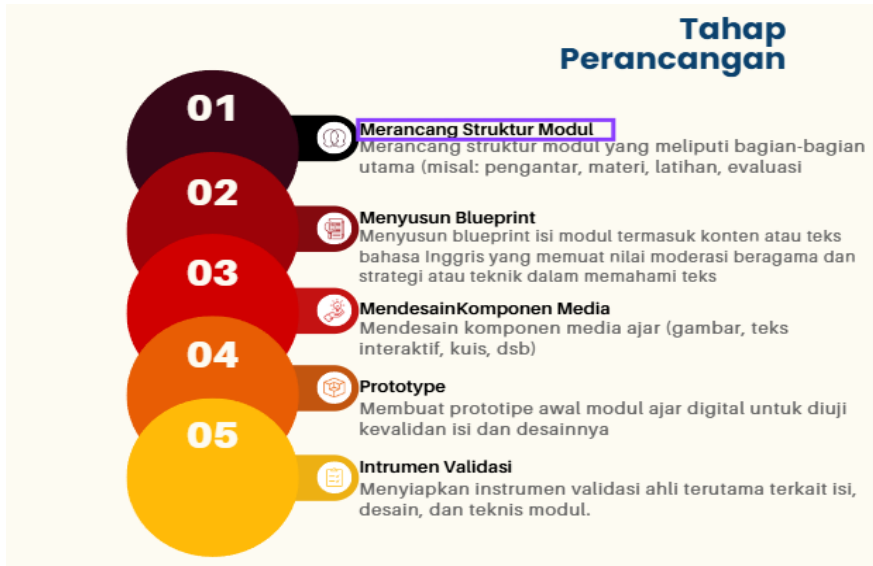 Tahap
Perancangan
01
Merancang Struktur Modul
Merancang struktur modul yang meliputi bagian-bagian
utama (misal: pengantar, materi, latihan, evaluasi
02
Menyusun Blueprint
Menyusun blueprint isi modul termasuk konten atau teks
bahasa Inggris yang memuat nilai moderasi beragama dan
strategi atau teknik dalam memahami teks
03
MendesainKomponen Media
Mendesain komponen media ajar (gambar, teks
interaktif, kuis, dsb)
04
Prototype
Membuat prototipe awal modul ajar digital untuk diuji
kevalidan isi dan desainnya
05
Intrumen Validasi
Menyiapkan instrumen validasi ahli terutama terkait isi,
desain, dan teknis modul.